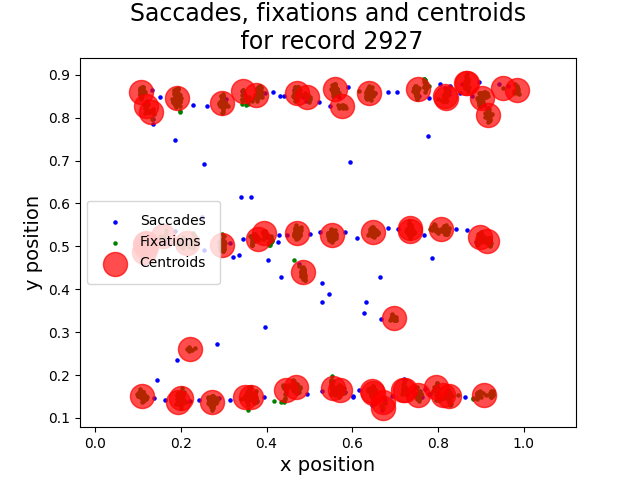 Saccades, fixations and centroids
for record 2927
y position
0.9
0.8
0.7
0.6
0.5
0.4
0.3
0.2
0.1
Saccades
Fixations
Centroids
0.0 0.2 0.4 0.6 0.8 1.0
x position